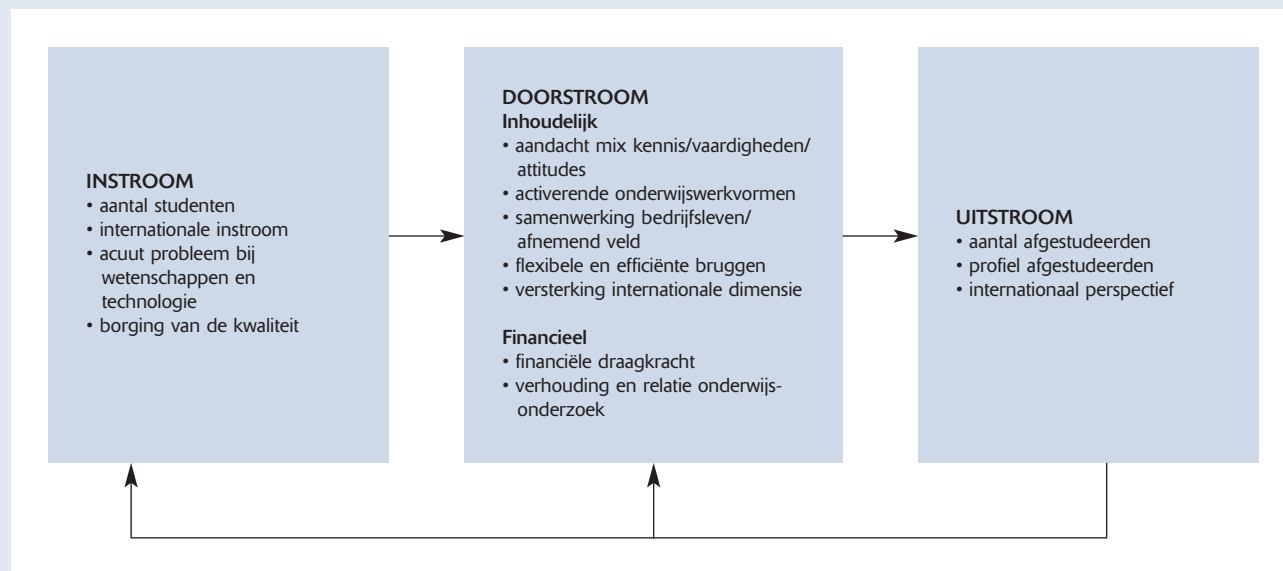 INSTROOM
• aantal studenten
• internationale instroom
• acuut probleem bij
wetenschappen en
technologie
• borging van de kwaliteit
DOORSTROOM
Inhoudelijk
• aandacht mix kennis/vaardigheden/
attitudes
• activerende onderwijswerkvormen
• samenwerking bedrijfsleven/
afnemend veld
• flexibele en efficiënte bruggen
• versterking internationale dimensie
Financieel
• financiële draagkracht
• verhouding en relatie onderwijs-
onderzoek
UITSTROOM
• aantal afgestudeerden
• profiel afgestudeerden
• internationaal perspectief